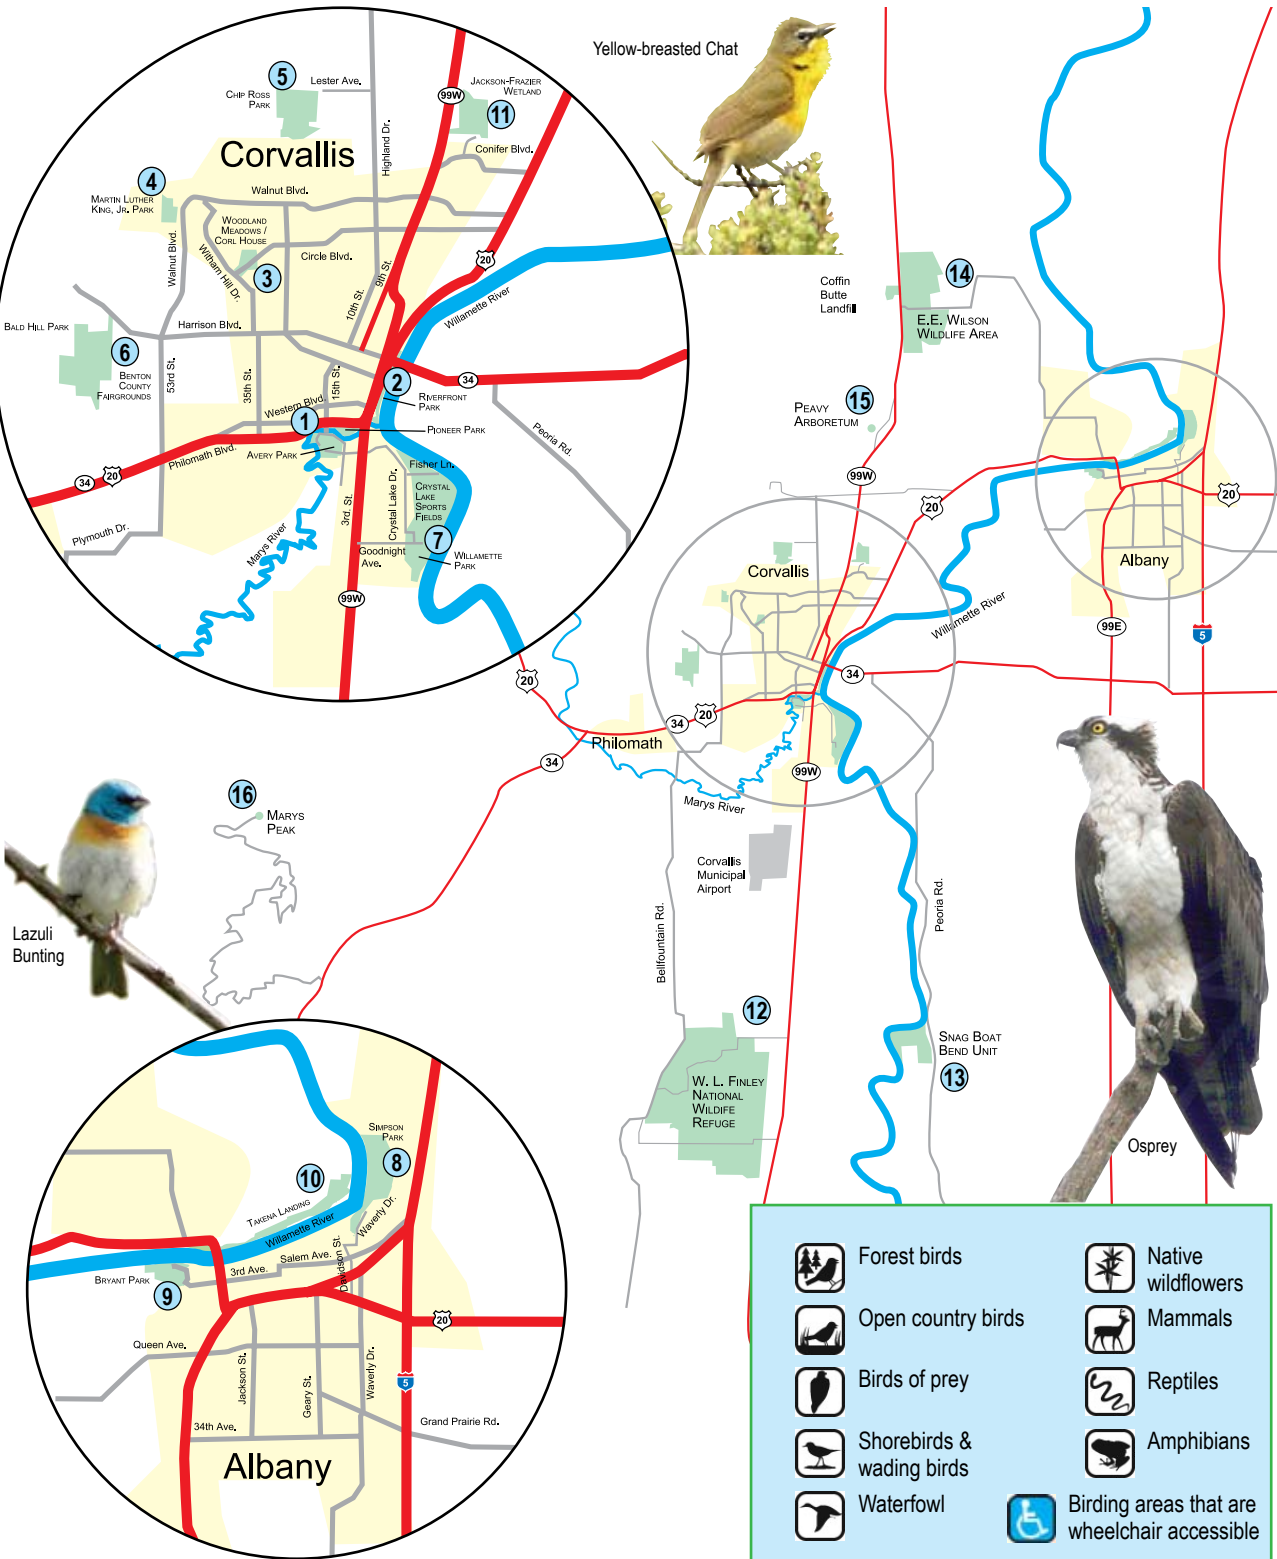 Yellow-breasted Chat
5
Chip Ross
Park
Lester Ave.
Highland Dr.
99W
Jackson-Frazier
Wetland
11
Conifer Blvd.
Corvallis
4
Martin Luther
King, Jr. Park
Walnut Blvd.
Walnut Blvd.
Woodland
Meadows /
Corl House
Witham Hill Dr.
3
Circle Blvd.
9th St.
10th St.
20
Willamette River
Bald Hill Park
6
Benton
County
Fairgrounds
Harrison Blvd.
53rd St.
35th St.
15th St.
2
Riverfront
Park
34
Western Blvd.
1
Pioneer Park
Peoria Rd.
Philomath Blvd.
34
20
Avery Park
Fisher Ln.
Crystal
Lake
Sports
Fields
Crystal Lake Dr.
3rd. St.
Plymouth Dr.
Marys River
7
Goodnight
Ave.
Willamette
Park
99W
Coffin
Butte
Landfill
14
E.E. Wilson
Wildlife Area
15
Peavy
Arboretum
99W
20
20
Corvallis
Albany
Willamette River
99E
5
34
20
34
20
Philomath
34
99W
Marys River
16
Marys
Peak
Corvallis
Municipal
Airport
Bellfountain Rd.
Peoria Rd.
Lazuli
Bunting
12
W. L. Finley
National
Wildife
Refuge
Snag Boat
Bend Unit
13
Osprey
Simpson
Park
8
10
Takena Landing
Willamette River
Waverly Dr.
Salem Ave.
3rd Ave.
Davidson St.
Bryant Park
9
20
Queen Ave.
Jackson St.
Geary St.
Waverly Dr.
5
34th Ave.
Grand Prairie Rd.
Albany
Forest birds
Open country birds
Birds of prey
Shorebirds &
wading birds
Waterfowl
Native
wildflowers
Mammals
Reptiles
Amphibians
Birding areas that are
wheelchair accessible